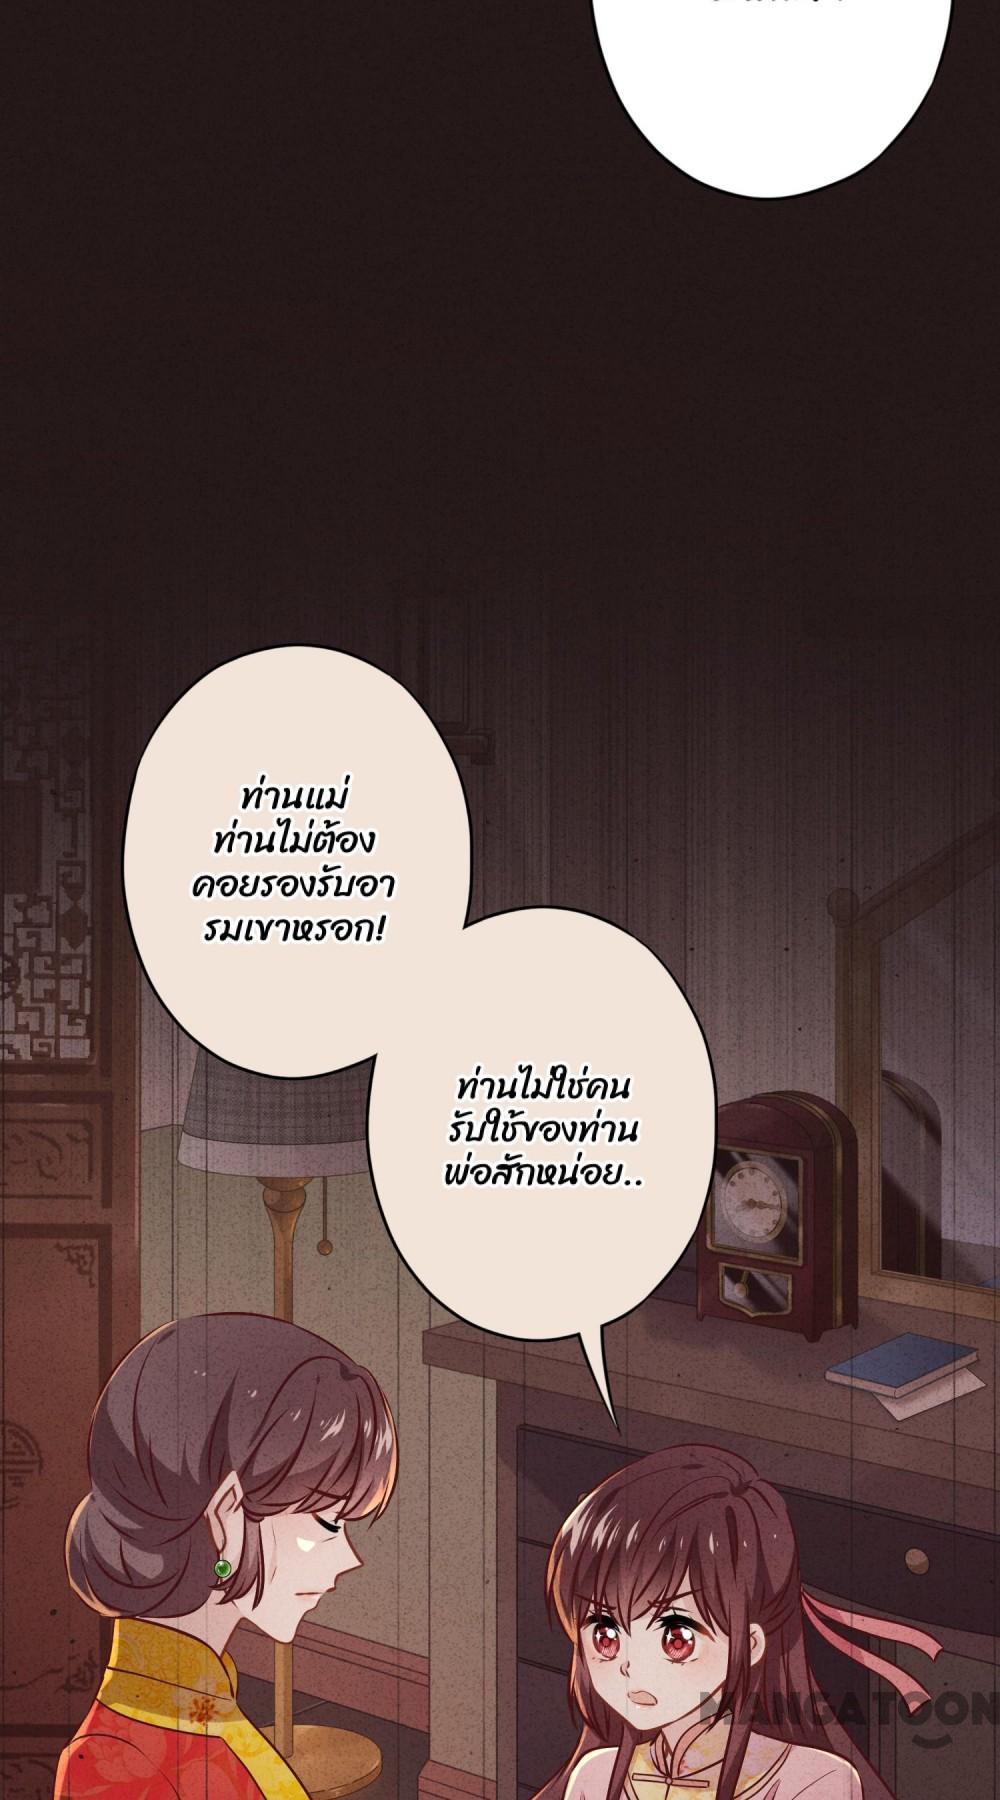 ท่านแม่
ท่านไม่ต้อง
คอยรองรับอา
รมเขาหรอก!
ท่านไม่ใช่คน
รับใช้ของท่าน
พ่อสักหน่อย..
MANGATOON